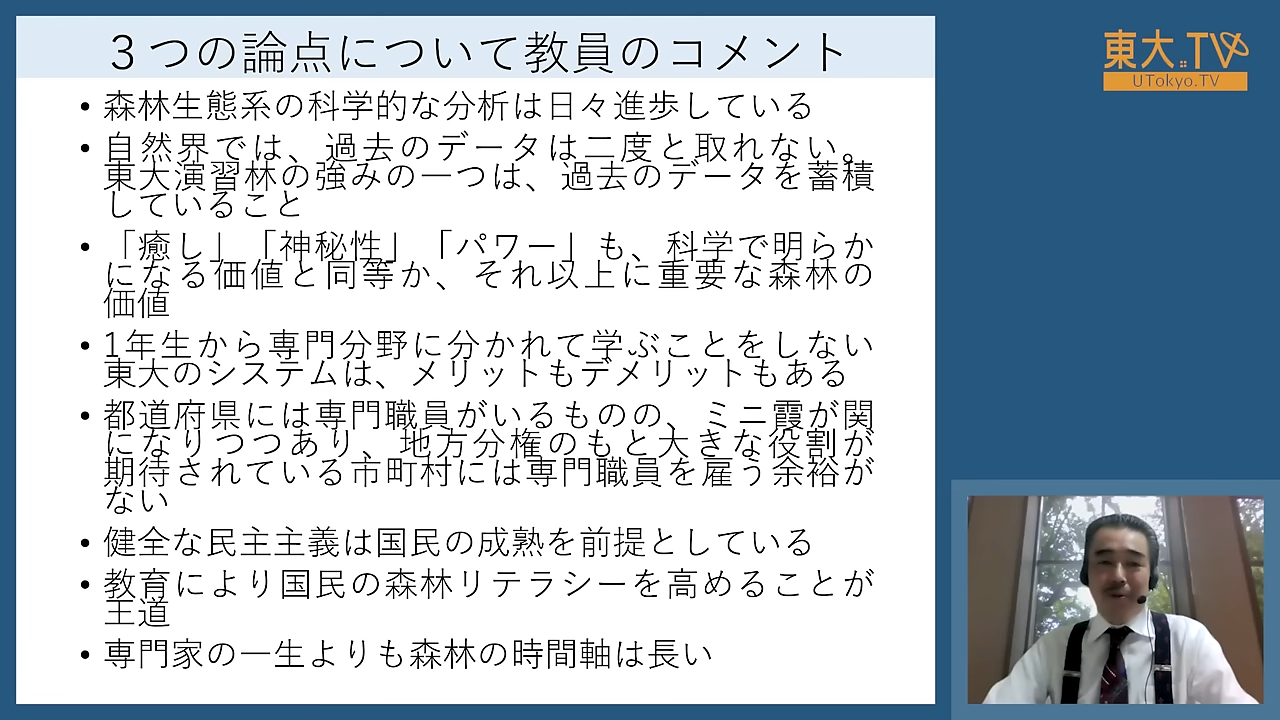 ３つの論点について教員のコメント
• 森林生態系の科学的な分析は日々進歩している
• 自然界では、過去のデータは二度と取れない。
東大演習林の強みの一つは、過去のデータを蓄積
していること
• 「癒し」「神秘性」「パワー」も、科学で明らか
になる価値と同等か、それ以上に重要な森林の
価値
• 1年生から専門分野に分かれて学ぶことをしない
東大のシステムは、メリットもデメリットもある
• 都道府県には専門職員がいるものの、ミニ霞が関
になりつつあり、地方分権のもと大きな役割が
期待されている市町村には専門職員を雇う余裕が
ない
• 健全な民主主義は国民の成熟を前提としている
• 教育により国民の森林リテラシーを高めることが
王道
• 専門家の一生よりも森林の時間軸は長い
東大TV
UTokyo.TV